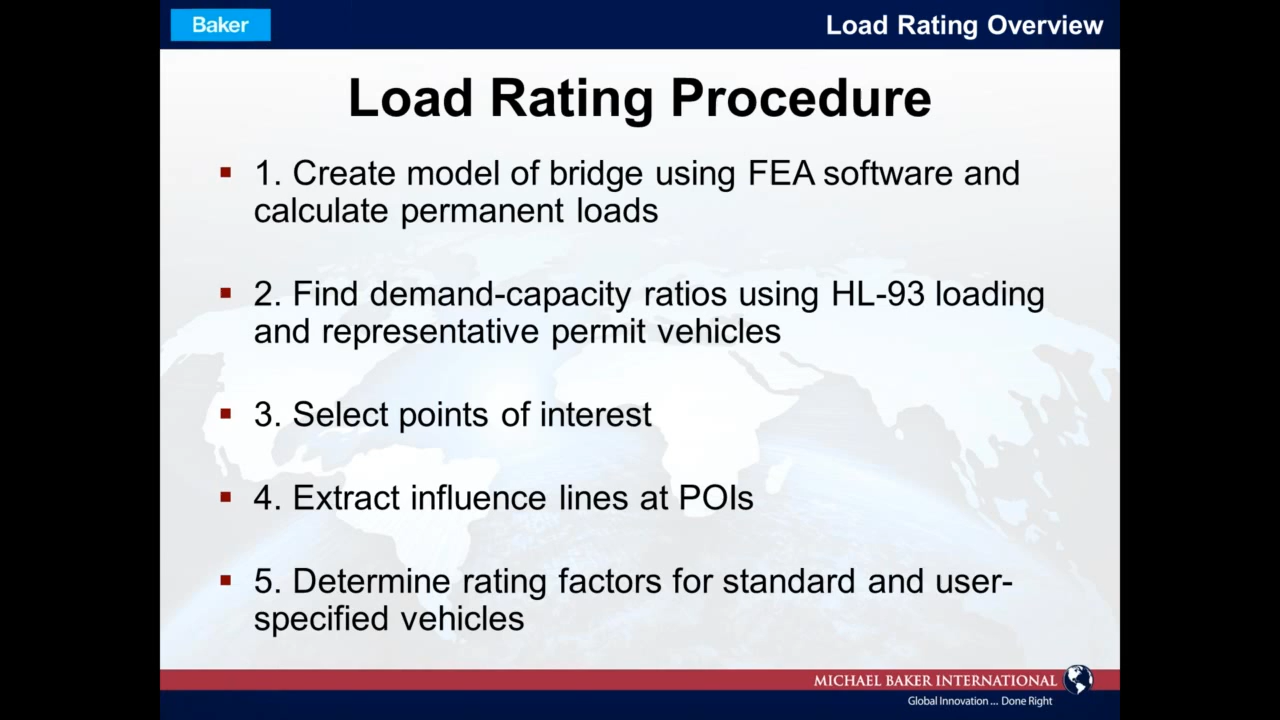 Baker
Load Rating Overview
Load Rating Procedure
1. Create model of bridge using FEA software and
calculate permanent loads
2. Find demand-capacity ratios using HL-93 loading
and representative permit vehicles
3. Select points of interest
4. Extract influence lines at POIs
5. Determine rating factors for standard and user-
specified vehicles
MICHAEL BAKER INTERNATIONAL
Global Innovation... Done Right